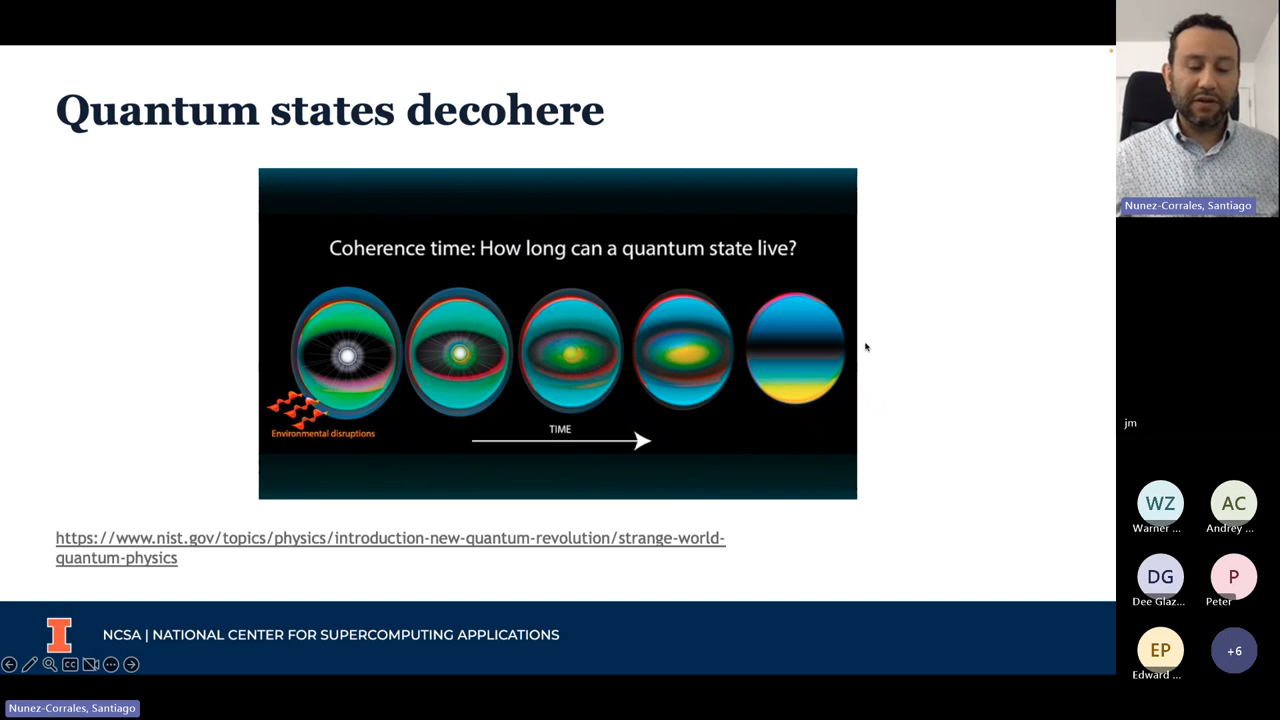 Quantum states decohere
Coherence time: How long can a quantum state live?
Environmental disruptions
TIME
https://www.nist.gov/topics/physics/introduction-new-quantum-revolution/strange-world-
quantum-physics
I
NCSA | NATIONAL CENTER FOR SUPERCOMPUTING APPLICATIONS
CC
Nunez-Corrales, Santiago
Nunez-Corrales, Santiago
jm
WZ
AC
Warner ...
Andrey ...
DG
P
Dee Glaz...
Peter
EP
+6
Edward ...